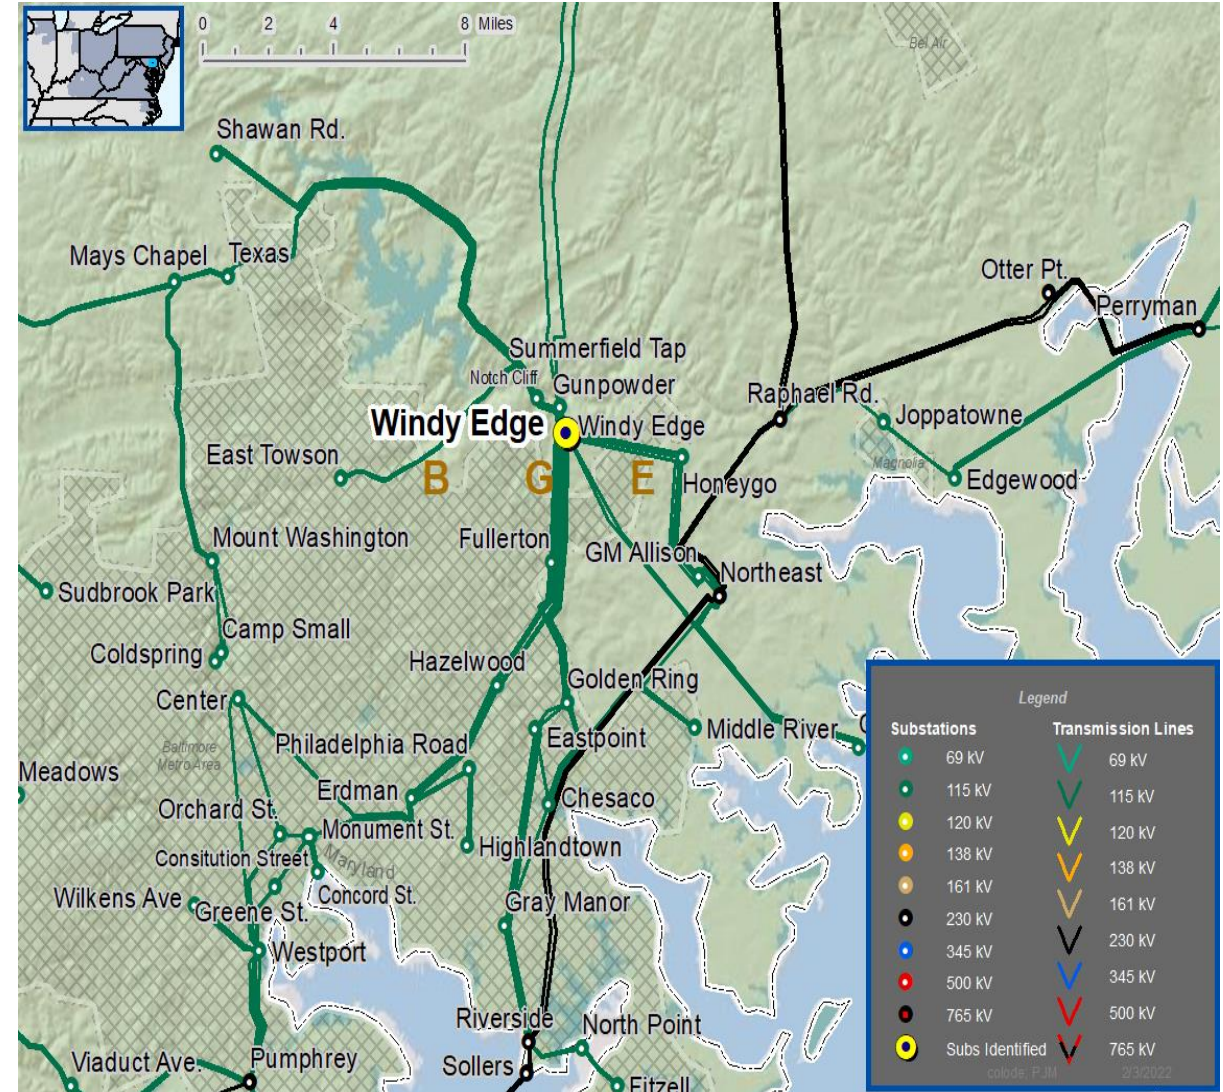 0 2 4 8 Miles
Bel Air
Shawan Rd.
Mays Chapel
Texas
Otter Pt.
Perryman
Summerfield Tap
Notch Cliff
Gunpowder
Raphael Rd.
Windy Edge
Windy Edge
Joppatowne
East Towson
B G E
Magnolia
Honeygo
Edgewood
Mount Washington
Fullerton
GM Allison
Northeast
Sudbrook Park
Camp Small
Coldspring
Hazelwood
Golden Ring
Center
Middle River
Eastpoint
Philadelphia Road
Baltimore
Metro Area
Meadows
Erdman
Chesaco
Orchard St.
Monument St.
Highlandtown
Consitution Street
Maryland
Concord St.
Wilkens Ave
Greene St.
Gray Manor
Westport
Riverside
North Point
Viaduct Ave.
Pumphrey
Sollers
Fitzell
Legend
Substations
69 kV
115 kV
120 kV
138 kV
161 kV
230 kV
345 kV
500 kV
765 kV
Subs Identified
Transmission Lines
69 kV
115 kV
120 kV
138 kV
161 kV
230 kV
345 kV
500 kV
765 kV
colode, PJM 2/3/2022